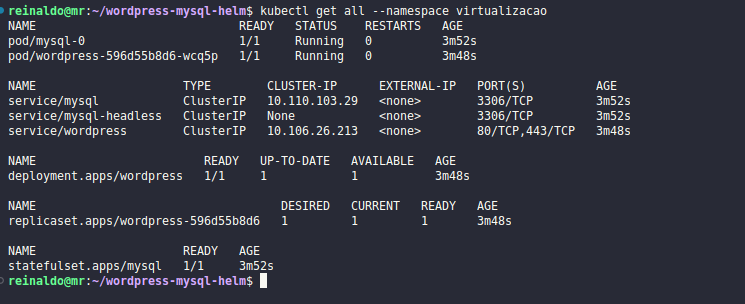 reinaldo@mr:~/wordpress-mysql-helm$ kubectl get all --namespace virtualizacao
NAME READY STATUS RESTARTS AGE
pod/mysql-0 1/1 Running 0 3m52s
pod/wordpress-596d55b8d6-wcq5p 1/1 Running 0 3m48s
NAME TYPE CLUSTER-IP EXTERNAL-IP PORT(S) AGE
service/mysql ClusterIP 10.110.103.29 <none> 3306/TCP 3m52s
service/mysql-headless ClusterIP None <none> 3306/TCP 3m52s
service/wordpress ClusterIP 10.106.26.213 <none> 80/TCP,443/TCP 3m48s
NAME READY UP-TO-DATE AVAILABLE AGE
deployment.apps/wordpress 1/1 1 1 3m48s
NAME DESIRED CURRENT READY AGE
replicaset.apps/wordpress-596d55b8d6 1 1 1 3m48s
NAME READY AGE
statefulset.apps/mysql 1/1 3m52s
reinaldo@mr:~/wordpress-mysql-helm$